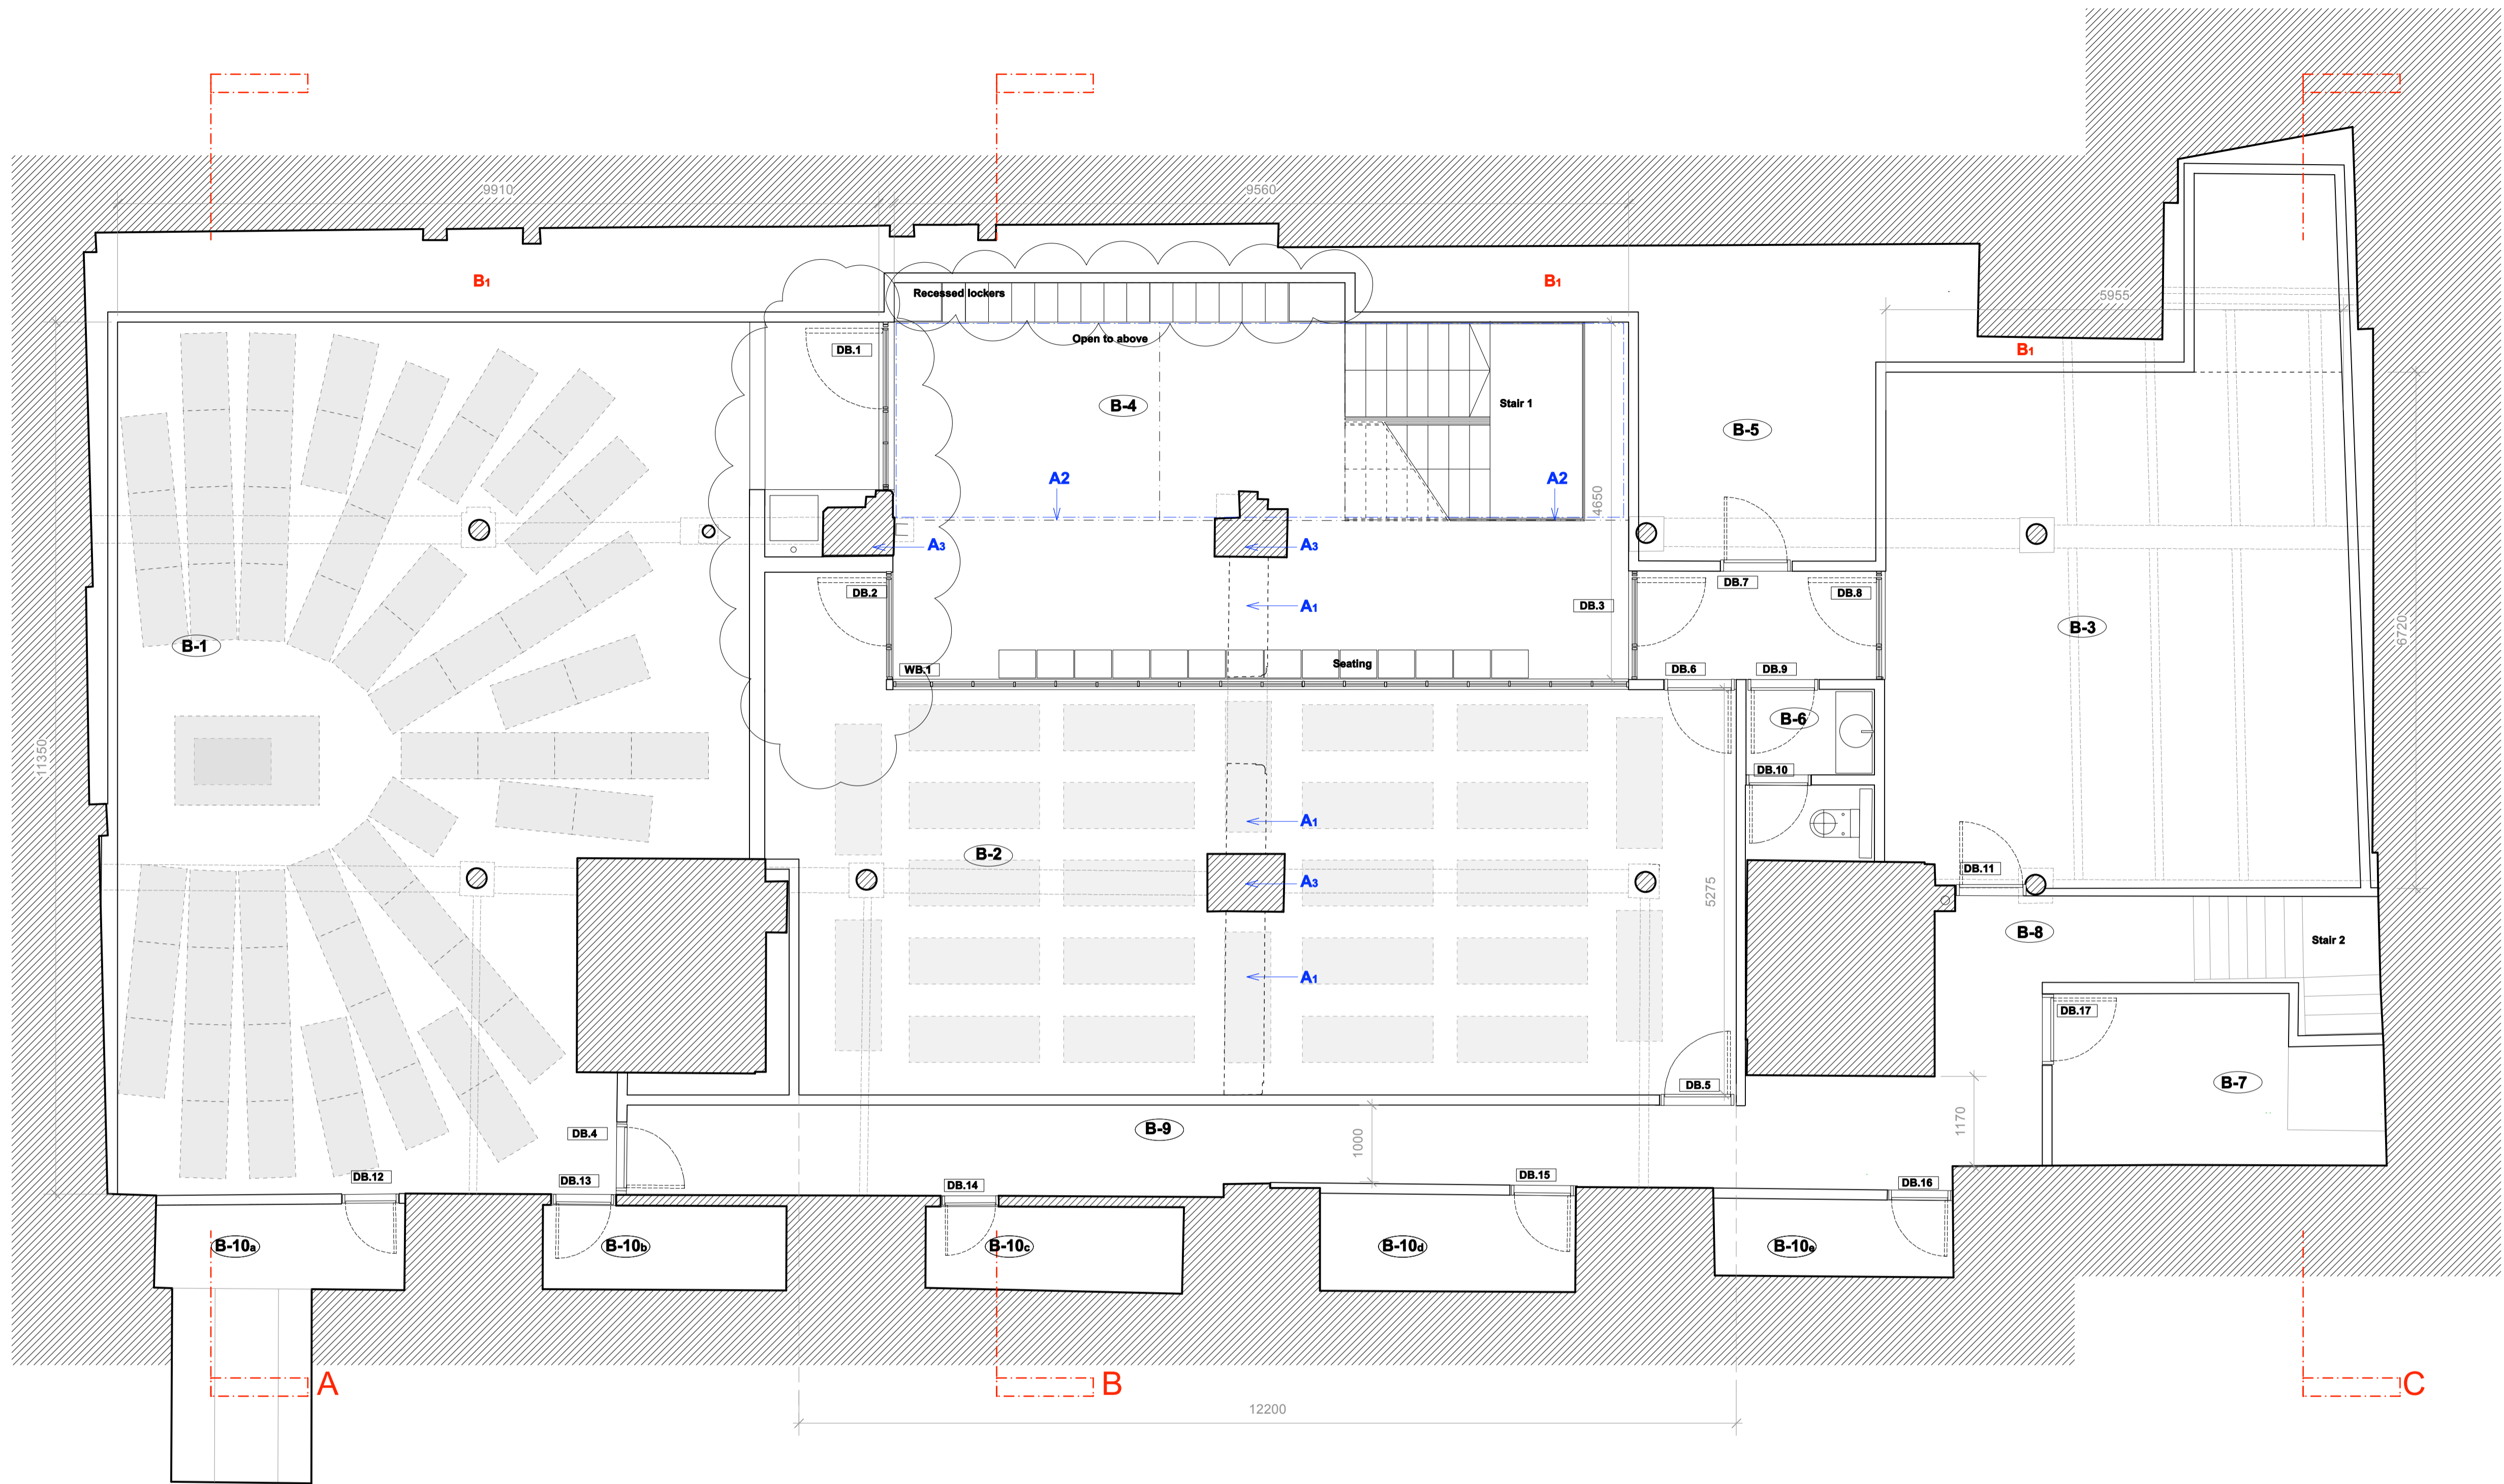 9910
9560
B1
B1
5955
Recessed lockers
Open to above
DB.1
B1
B-4
Stair 1
B-5
A2
A2
4650
A3
A3
DB.7
DB.2
DB.8
A1
DB.3
B-3
6720
B-1
Seating
WB.1
DB.6
DB.9
B-6
11350
DB.10
A1
B-2
DB.11
A3
5275
B-8
Stair 2
A1
DB.17
B-7
DB.5
1170
DB.4
B-9
1000
DB.12
DB.13
DB.14
DB.15
DB.16
B-10a
B-10b
B-10c
B-10d
B-10e
A
B
C
12200